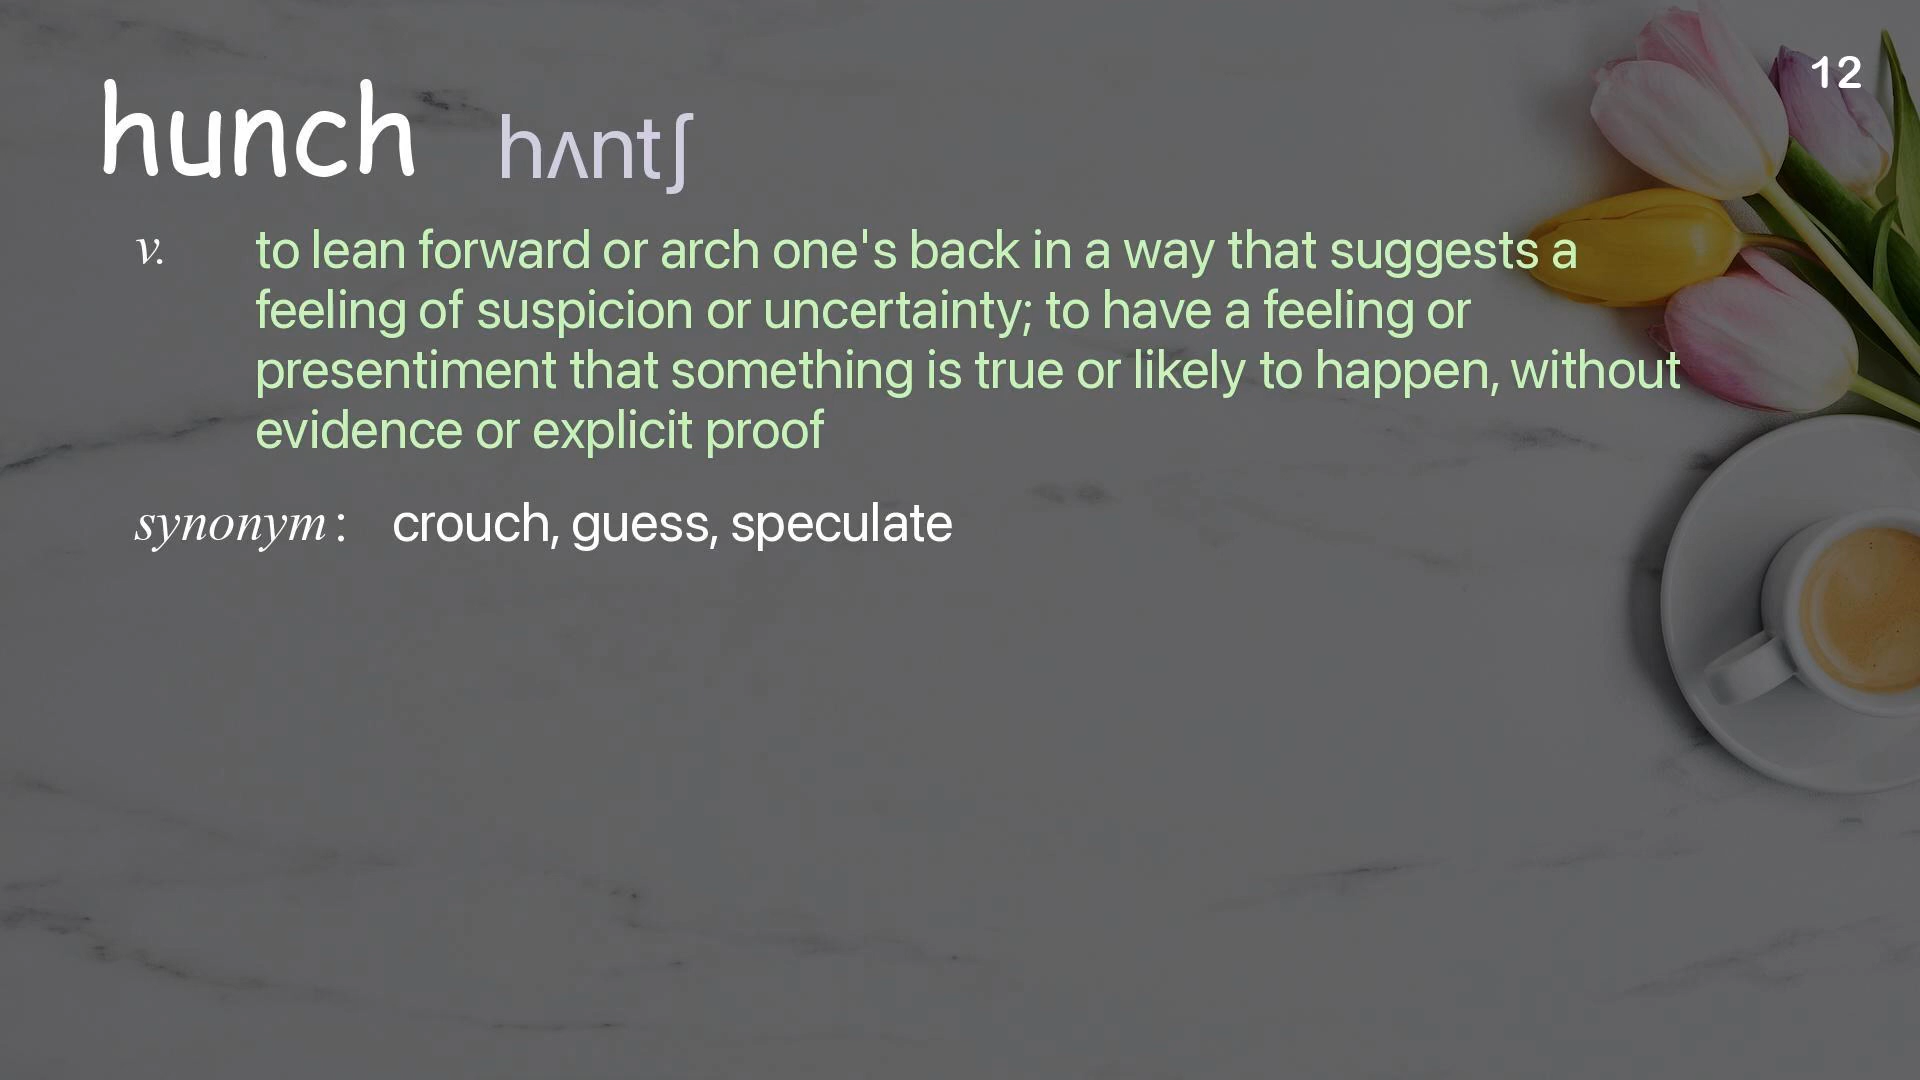 12
hunch hʌntʃ
v. to lean forward or arch one's back in a way that suggests a
feeling of suspicion or uncertainty; to have a feeling or
presentiment that something is true or likely to happen, without
evidence or explicit proof
synonym : crouch, guess, speculate